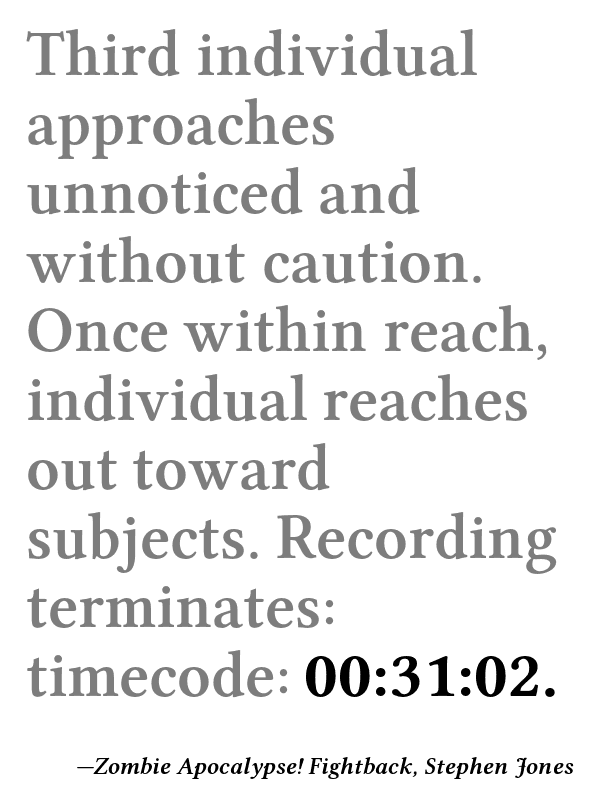 Third individual
approaches
unnoticed and
without caution.
Once within reach,
individual reaches
out toward
subjects. Recording
terminates:
timecode: 00:31:02.
—Zombie Apocalypse! Fightback, Stephen Jones